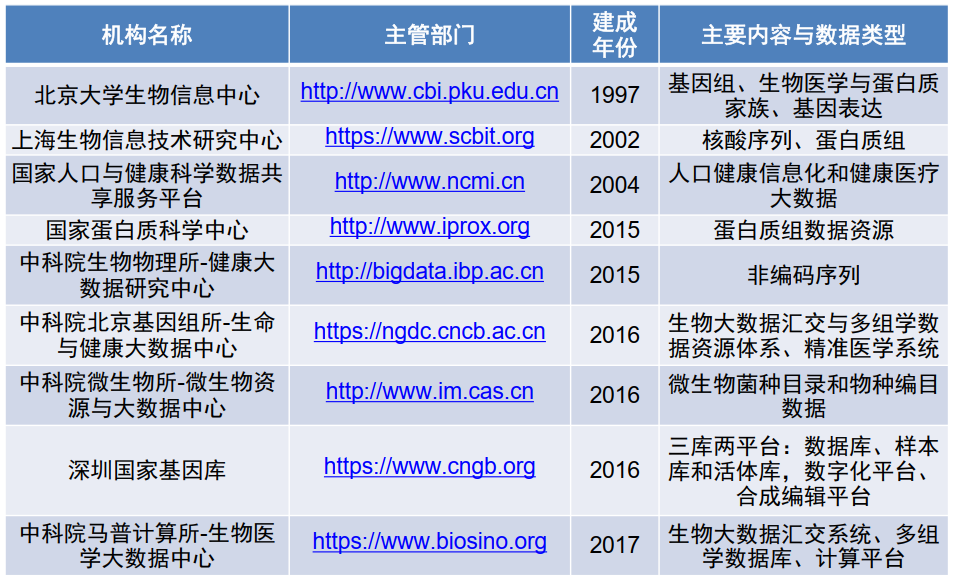 机构名称 主管部门 建成年份 主要内容与数据类型
北京大学生物信息中心 http://www.cbi.pku.edu.cn 1997 基因组、生物医学与蛋白质家族、基因表达
上海生物信息技术研究中心 https://www.scbit.org 2002 核酸序列、蛋白质组
国家人口与健康科学数据共享服务平台 http://www.ncmi.cn 2004 人口健康信息化和健康医疗大数据
国家蛋白质科学中心 http://www.iprox.org 2015 蛋白质组数据资源
中科院生物物理所-健康大数据研究中心 http://bigdata.ibp.ac.cn 2015 非编码序列
中科院北京基因组所-生命与健康大数据中心 https://ngdc.cncb.ac.cn 2016 生物大数据汇交与多组学数据资源体系、精准医学系统
中科院微生物所-微生物资源与大数据中心 http://www.im.cas.cn 2016 微生物菌种目录和物种编目数据
深圳国家基因库 https://www.cngb.org 2016 三库两平台：数据库、样本库和活体库，数字化平台、合成编辑平台
中科院马普计算所-生物医学大数据中心 https://www.biosino.org 2017 生物大数据汇交系统、多组学数据库、计算平台